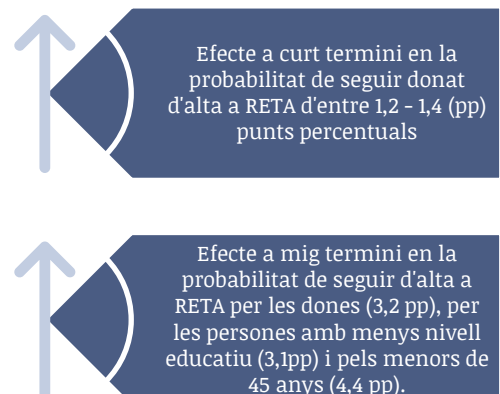 Efecte a curt termini en la
probabilitat de seguir donat
d'alta a RETA d'entre 1,2 - 1,4 (pp)
punts percentuals
Efecte a mig termini en la
probabilitat de seguir d'alta a
RETA per les dones (3,2 pp), per
les persones amb menys nivell
educatiu (3,1pp) i pels menors de
45 anys (4,4 pp).